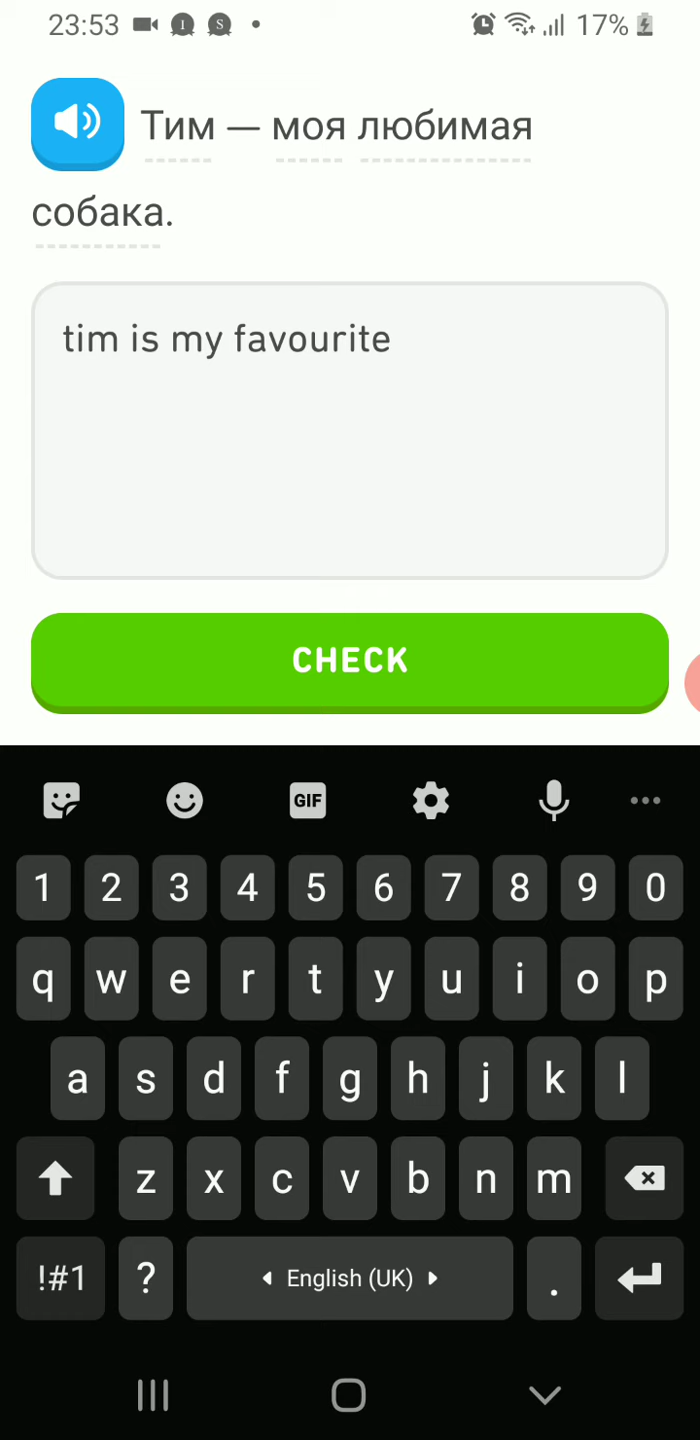 23:53 I S 17%
Тим — моя любимая
собака.
tim is my favourite
CHECK
GIF
1 2 3 4 5 6 7 8 9 0
q w e r t y u i o p
a s d f g h j k l
z x c v b n m
!#1 ? English (UK) .